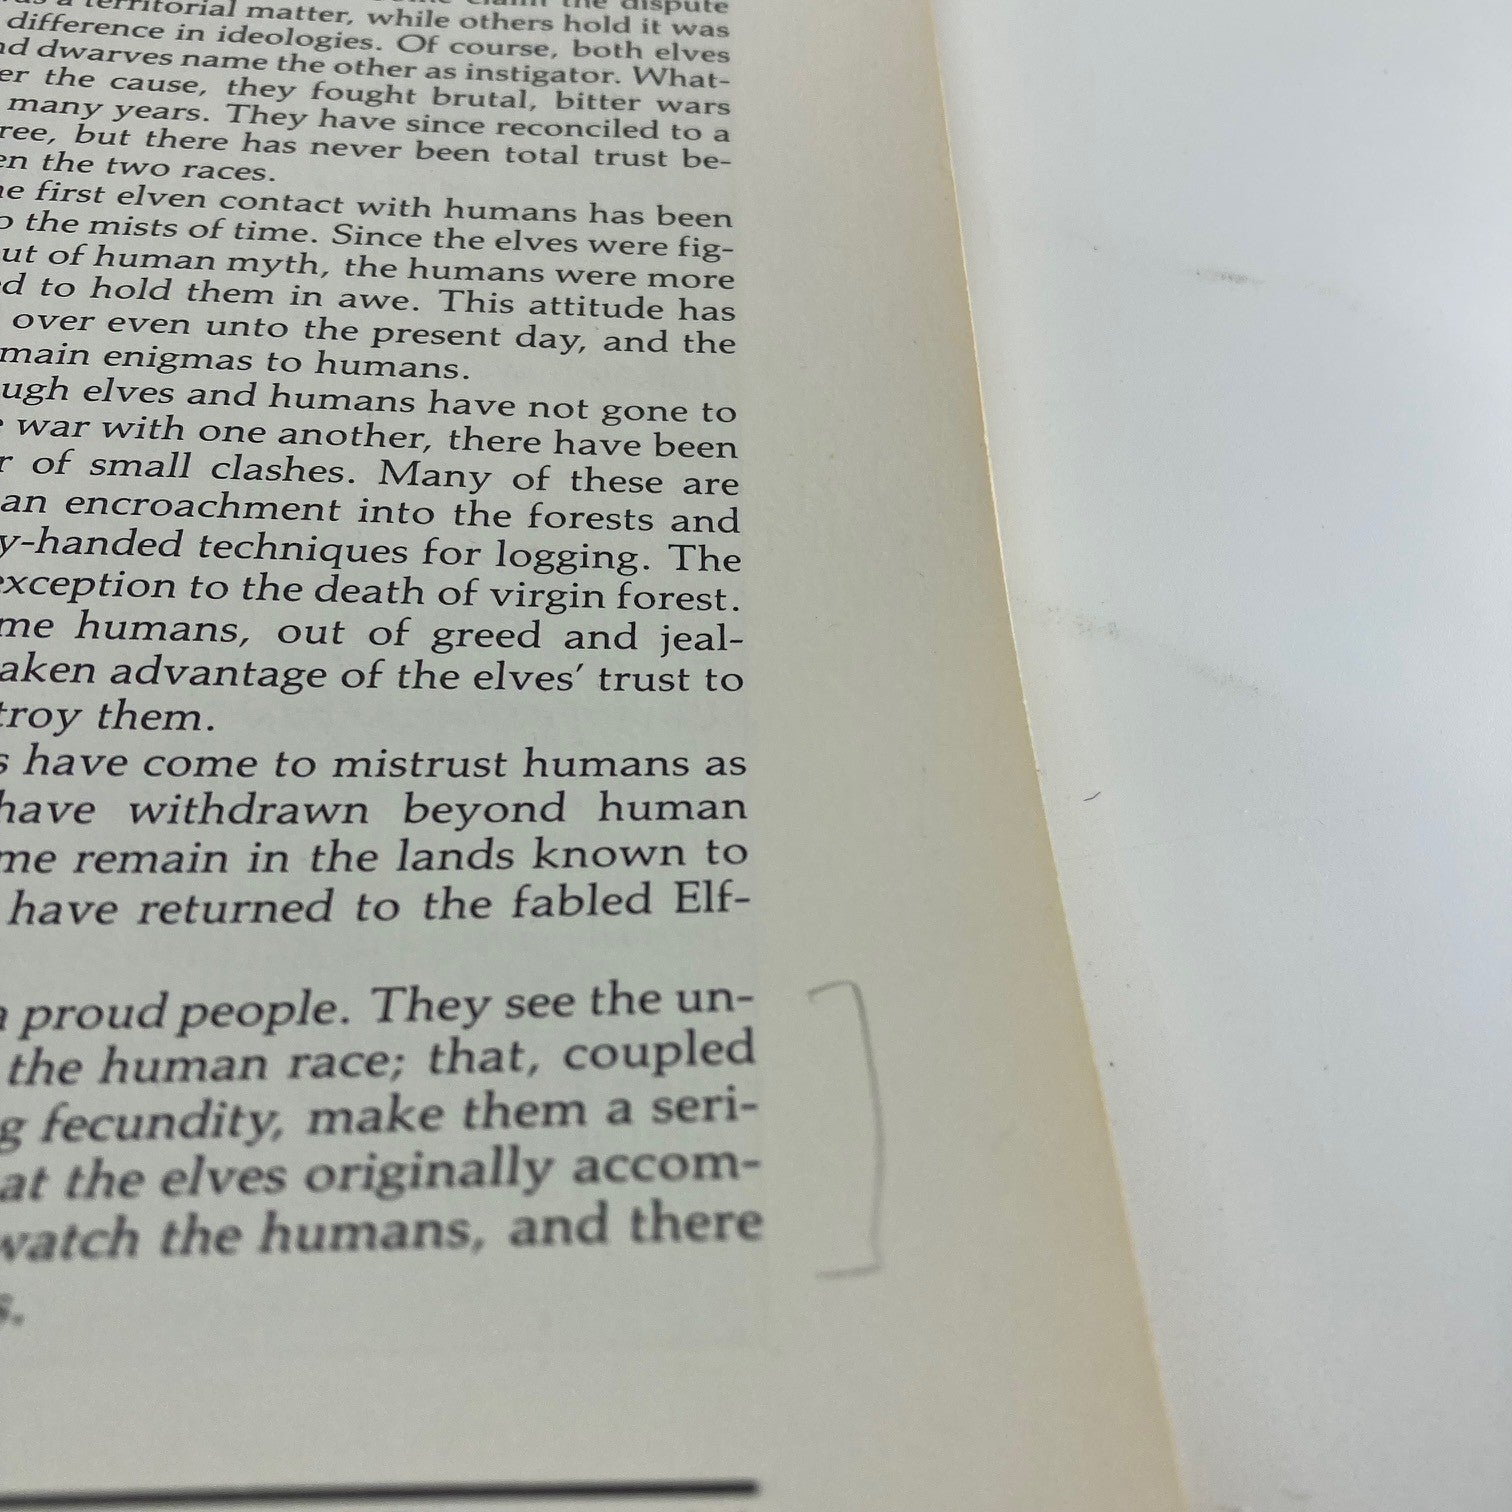 territorial matter, while others hold it was
difference in ideologies. Of course, both elves
nd dwarves name the other as instigator. What-
er the cause, they fought brutal, bitter wars
many years. They have since reconciled to a
ree, but there has never been total trust be-
en the two races.
he first elven contact with humans has been
o the mists of time. Since the elves were fig-
ut of human myth, the humans were more
d to hold them in awe. This attitude has
over even unto the present day, and the
main enigmas to humans.
ugh elves and humans have not gone to
war with one another, there have been
r of small clashes. Many of these are
an encroachment into the forests and
y-handed techniques for logging. The
exception to the death of virgin forest.
me humans, out of greed and jeal-
aken advantage of the elves' trust to
troy them.
s have come to mistrust humans as
have withdrawn beyond human
me remain in the lands known to
have returned to the fabled Elf-
a proud people. They see the un-
the human race; that, coupled
g fecundity, make them a seri-
at the elves originally accom-
watch the humans, and there
s.